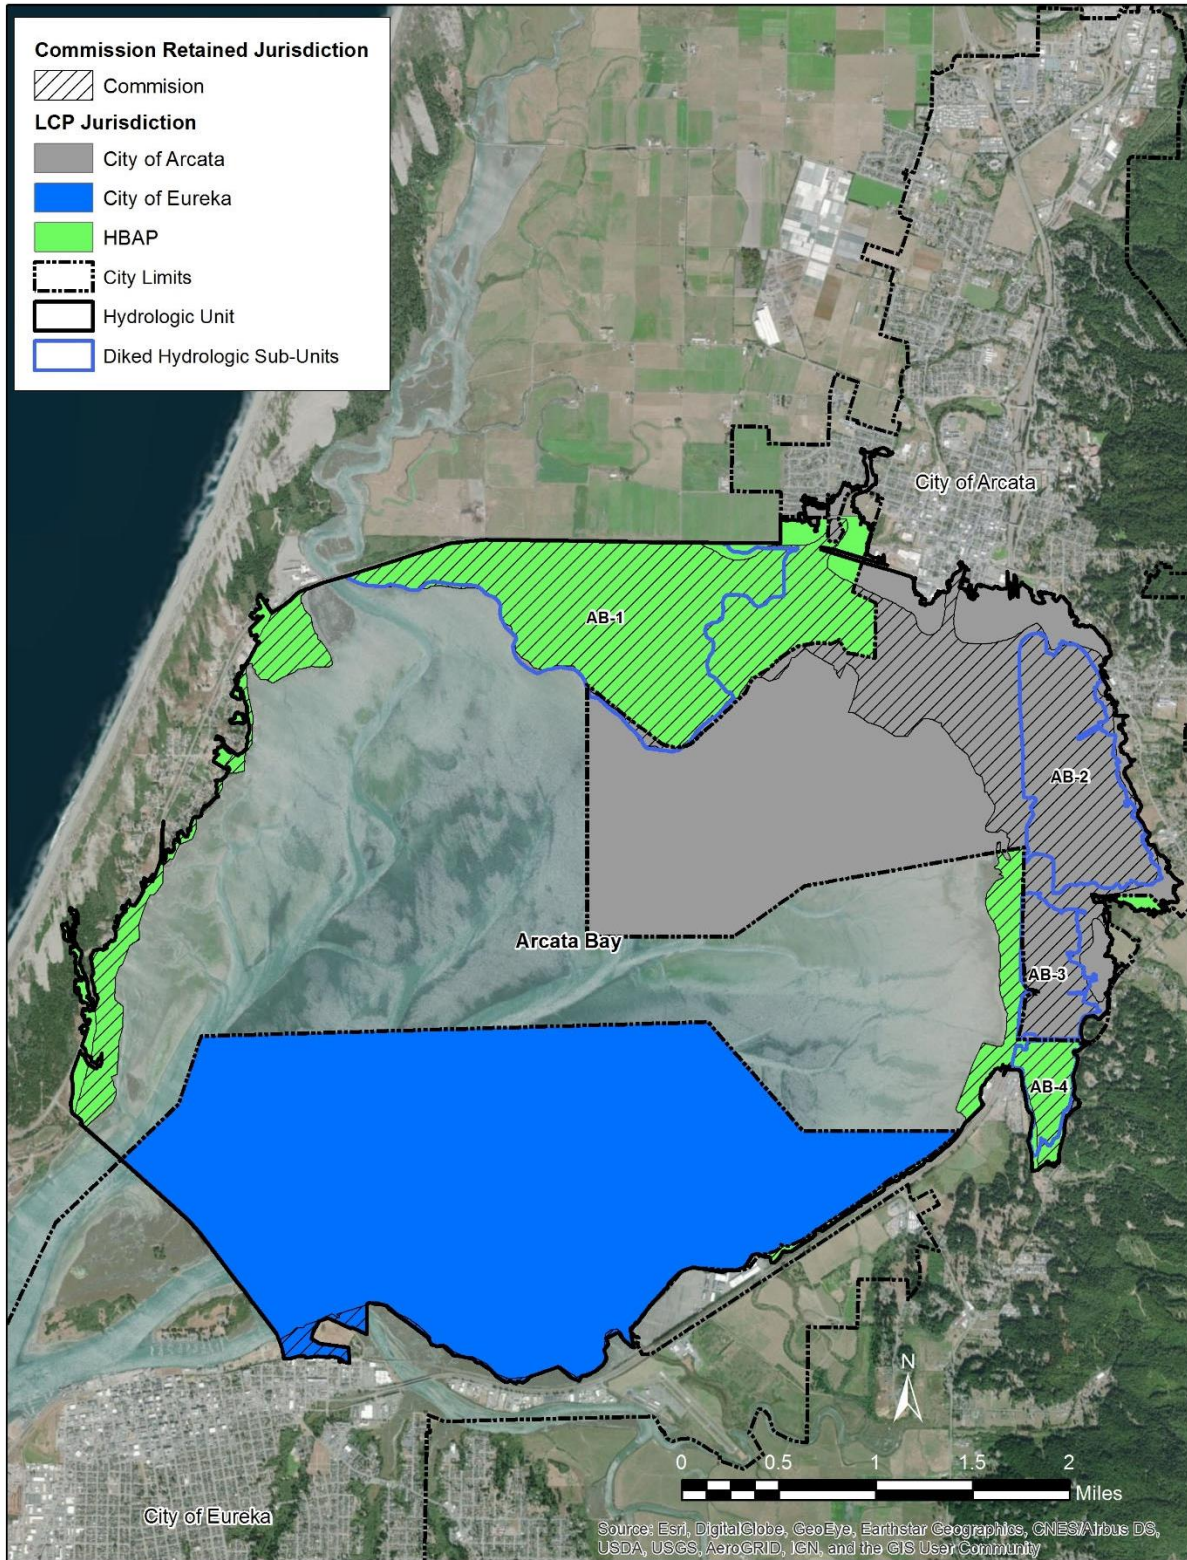 Commission Retained Jurisdiction
Commision
LCP Jurisdiction
City of Arcata
City of Eureka
HBAP
City Limits
Hydrologic Unit
Diked Hydrologic Sub-Units
City of Arcata
AB-1
AB-2
Arcata Bay
AB-3
AB-4
N
0 0.5 1 1.5 2
Miles
City of Eureka
Source: Esri, DigitalGlobe, GeoEye, Earthstar Geographics, CNES/Airbus DS,
USDA, USGS, AeroGRID, IGN, and the GIS User Community